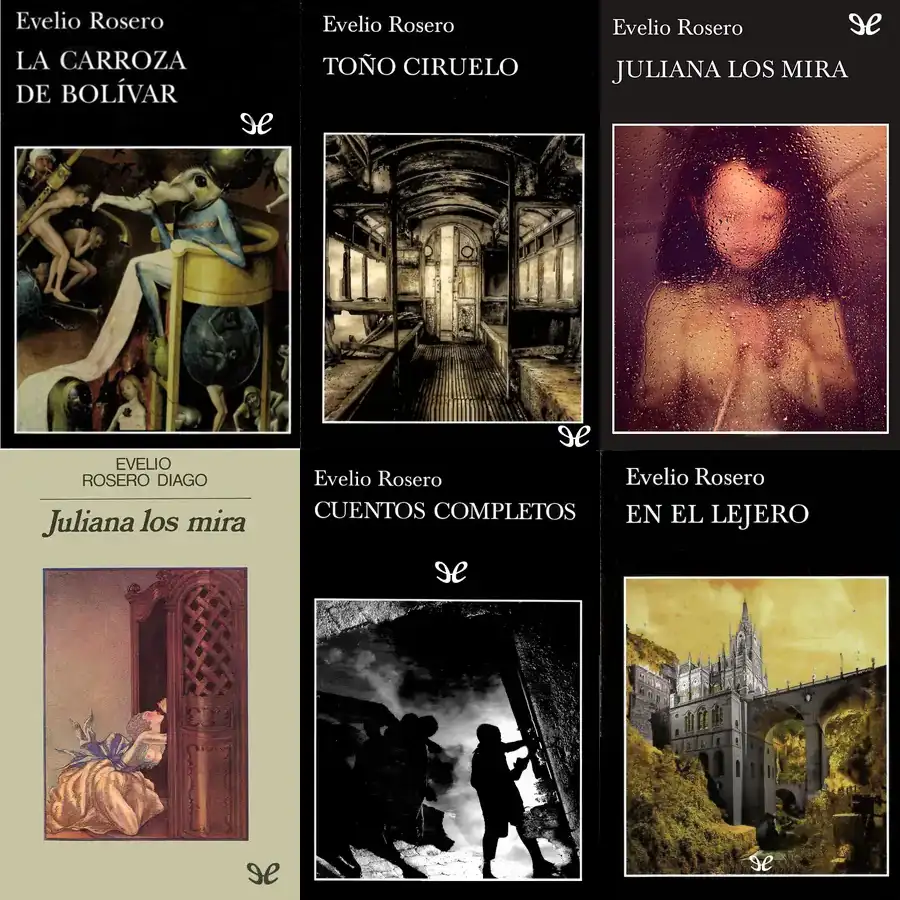 Evelio Rosero
LA CARROZA
DE BOLÍVAR
Evelio Rosero
TOÑO CIRUELO
Evelio Rosero
JULIANA LOS MIRA
EVELIO
ROSERO DIAGO
Juliana los mira
Evelio Rosero
CUENTOS COMPLETOS
Evelio Rosero
EN EL LEJERO